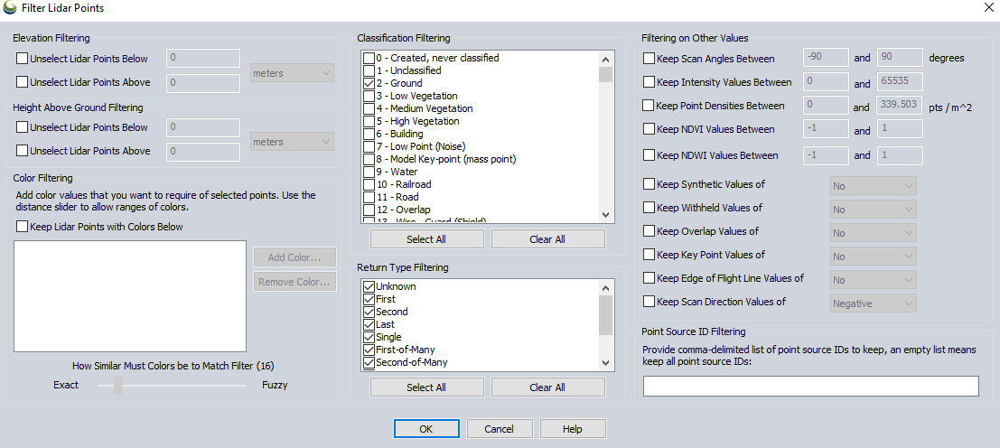 Filter Lidar Points
Elevation Filtering
Unselect Lidar Points Below 0
meters
Unselect Lidar Points Above 0
Height Above Ground Filtering
Unselect Lidar Points Below 0
meters
Unselect Lidar Points Above 0
Color Filtering
Add color values that you want to require of selected points. Use the
distance slider to allow ranges of colors.
Keep Lidar Points with Colors Below
Add Color...
Remove Color...
How Similar Must Colors be to Match Filter (16)
Exact Fuzzy
Classification Filtering
0 - Created, never classified
1 - Unclassified
2 - Ground
3 - Low Vegetation
4 - Medium Vegetation
5 - High Vegetation
6 - Building
7 - Low Point (Noise)
8 - Model Key-point (mass point)
9 - Water
10 - Railroad
11 - Road
12 - Overlap
13 - Wire - Guard (Shield)
Select All Clear All
Return Type Filtering
Unknown
First
Second
Last
Single
First-of-Many
Second-of-Many
Select All Clear All
Filtering on Other Values
Keep Scan Angles Between -90 and 90 degrees
Keep Intensity Values Between 0 and 65535
Keep Point Densities Between 0 and 339.503 pts / m^2
Keep NDVI Values Between -1 and 1
Keep NDWI Values Between -1 and 1
Keep Synthetic Values of No
Keep Withheld Values of No
Keep Overlap Values of No
Keep Key Point Values of No
Keep Edge of Flight Line Values of No
Keep Scan Direction Values of Negative
Point Source ID Filtering
Provide comma-delimited list of point source IDs to keep, an empty list means
keep all point source IDs:
OK Cancel Help